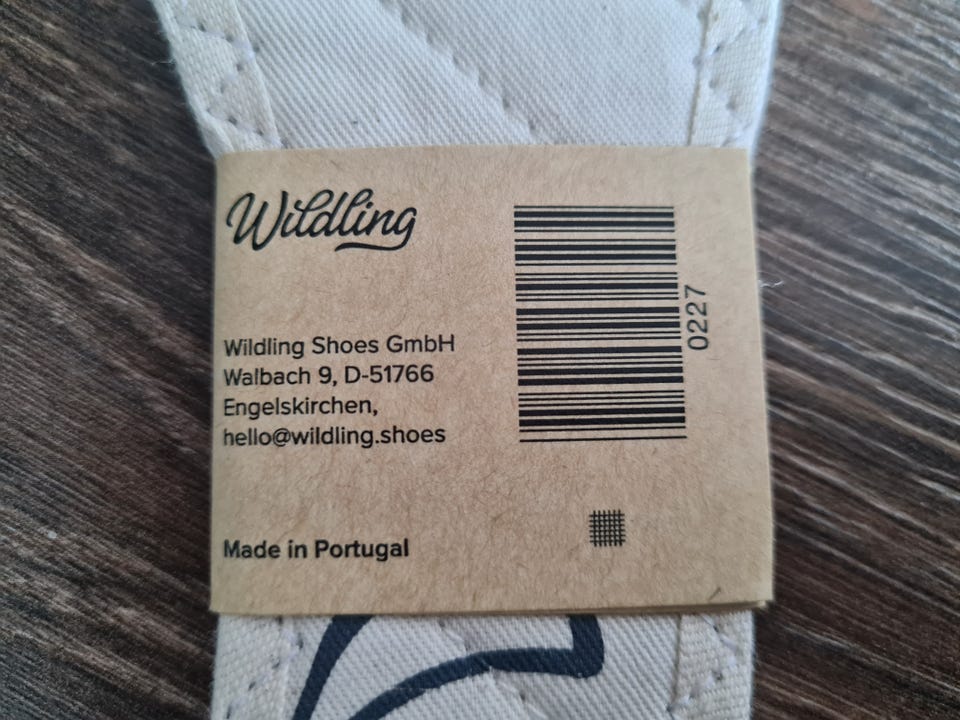 Wildling
Wildling Shoes GmbH
Walbach 9, D-51766
Engelskirchen,
hello@wildling.shoes
Made in Portugal
0227